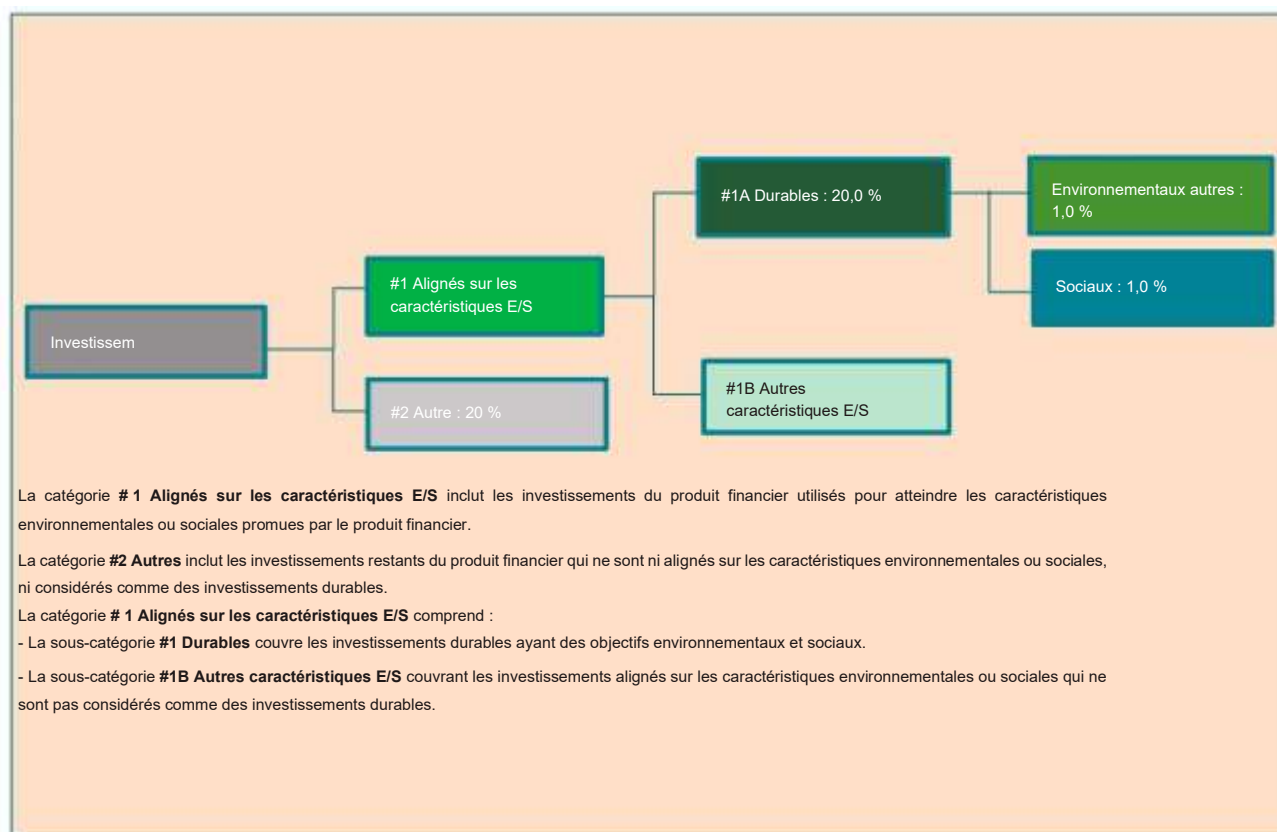 Investissem
#1 Alignés sur les
caractéristiques E/S
#2 Autre : 20 %
#1A Durables : 20,0 %
#1B Autres
caractéristiques E/S
Environnementaux autres :
1,0 %
Sociaux : 1,0 %
La catégorie # 1 Alignés sur les caractéristiques E/S inclut les investissements du produit financier utilisés pour atteindre les caractéristiques
environnementales ou sociales promues par le produit financier.
La catégorie #2 Autres inclut les investissements restants du produit financier qui ne sont ni alignés sur les caractéristiques environnementales ou sociales,
ni considérés comme des investissements durables.
La catégorie # 1 Alignés sur les caractéristiques E/S comprend :
- La sous-catégorie #1 Durables couvre les investissements durables ayant des objectifs environnementaux et sociaux.
- La sous-catégorie #1B Autres caractéristiques E/S couvrant les investissements alignés sur les caractéristiques environnementales ou sociales qui ne
sont pas considérés comme des investissements durables.